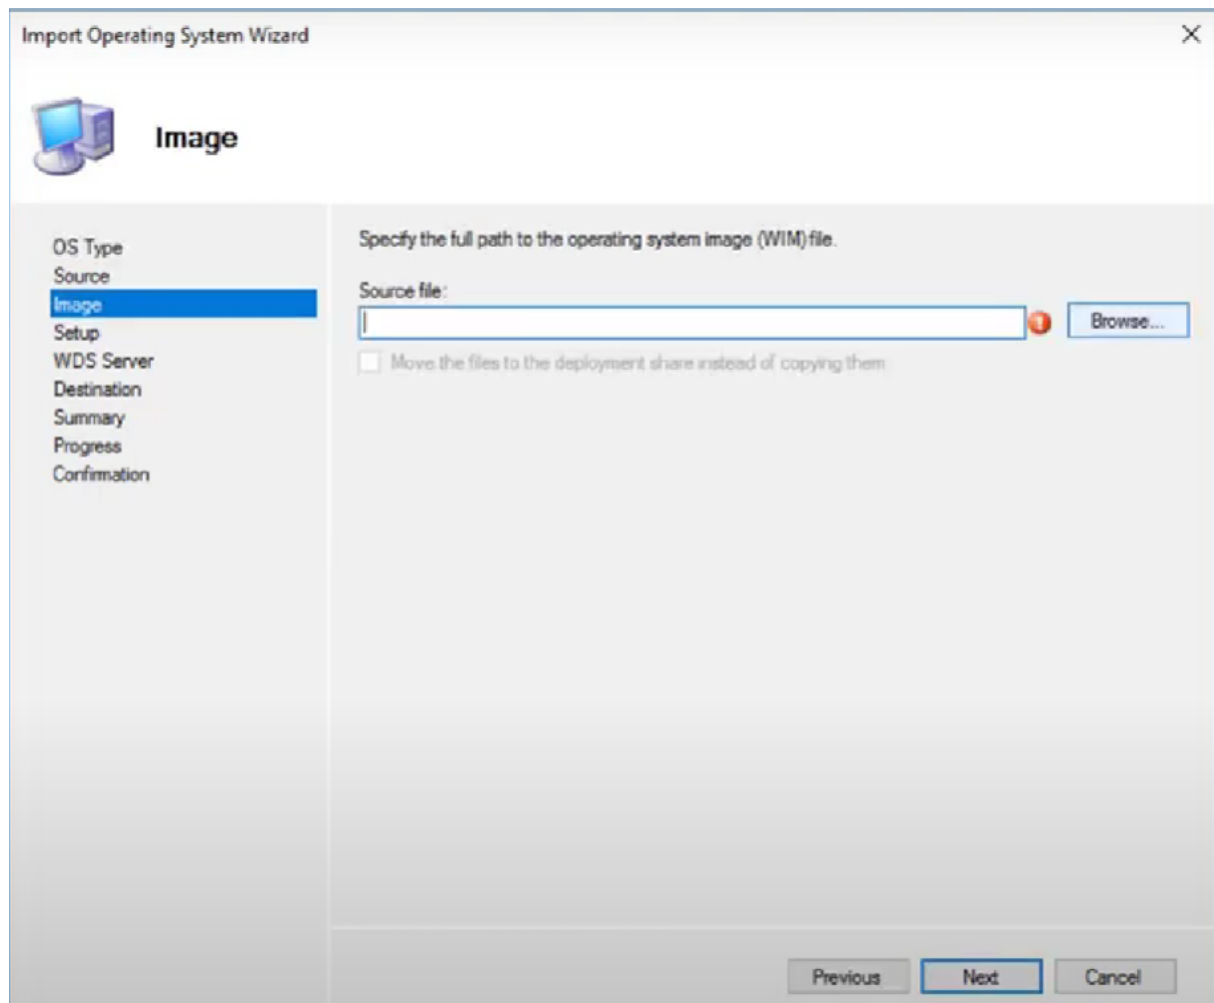 Import Operating System Wizard
Image
OS Type
Source
Image
Setup
WDS Server
Destination
Summary
Progress
Confirmation
Specify the full path to the operating system image (WIM) file.
Source file:
Browse...
Move the files to the deployment share instead of copying them
Previous
Next
Cancel